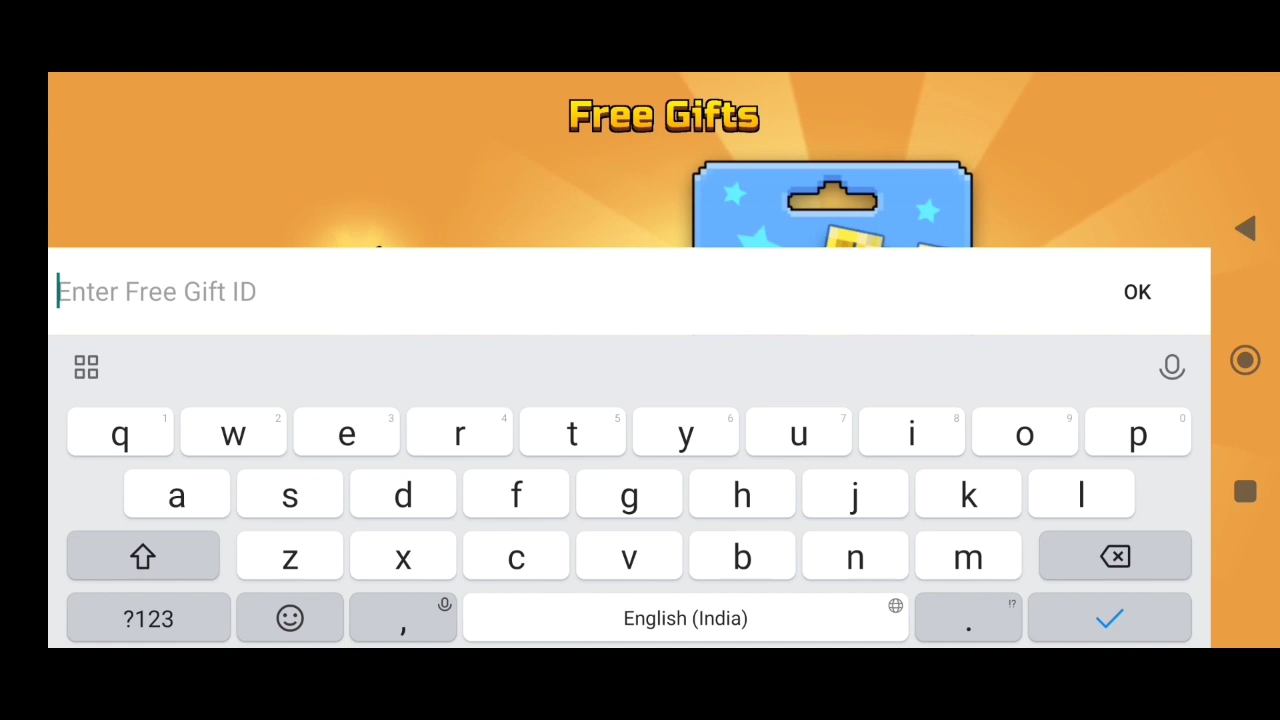 Free Gifts
Enter Free Gift ID
OK
q 1 w 2 e 3 r 4 t 5 y 6 u 7 i 8 o 9 p 0
a s d f g h j k l
z x c v b n m
?123 , English (India) . !?